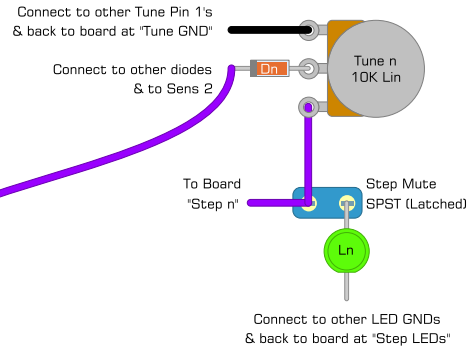 Connect to other Tune Pin 1's
& back to board at "Tune GND"
Tune n
10K Lin
Connect to other diodes
& to Sens 2
Dn
To Board
"Step n"
Step Mute
SPST (Latched)
Ln
Connect to other LED GNDs
& back to board at "Step LEDs"